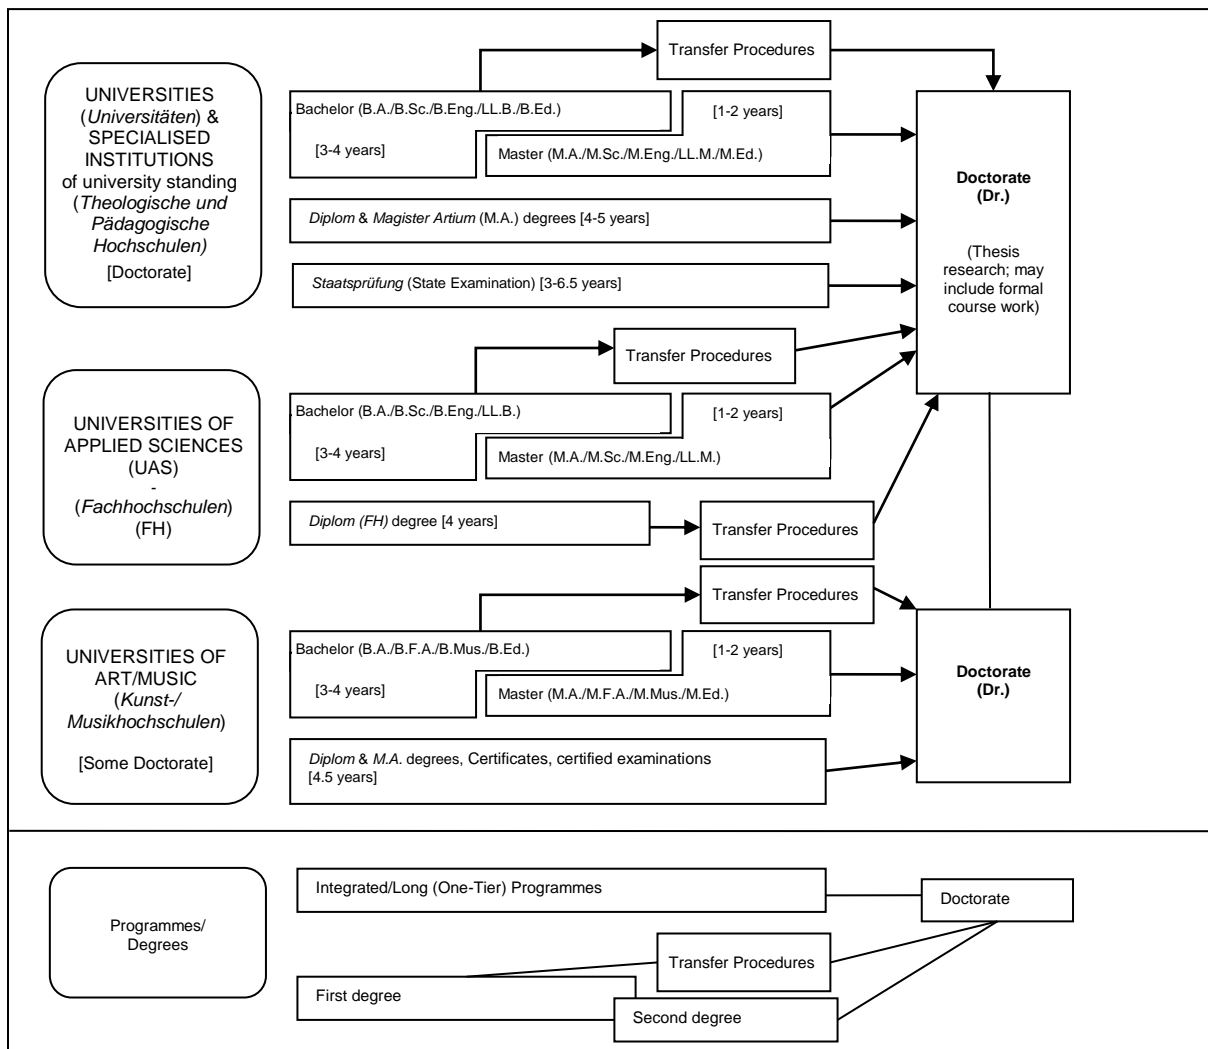 Transfer Procedures
UNIVERSITIES
(Universitäten) &
SPECIALISED
INSTITUTIONS
of university standing
(Theologische und
Pädagogische
Hochschulen)
[Doctorate]
Bachelor (B.A./B.Sc./B.Eng./LL.B./B.Ed.)
[3-4 years]
[1-2 years]
Master (M.A./M.Sc./M.Eng./LL.M./M.Ed.)
Diplom & Magister Artium (M.A.) degrees [4-5 years]
Staatsprüfung (State Examination) [3-6.5 years]
Doctorate
(Dr.)
(Thesis
research; may
include formal
course work)
Transfer Procedures
UNIVERSITIES OF
APPLIED SCIENCES
(UAS)
-
(Fachhochschulen)
(FH)
Bachelor (B.A./B.Sc./B.Eng./LL.B.)
[3-4 years]
[1-2 years]
Master (M.A./M.Sc./M.Eng./LL.M.)
Diplom (FH) degree [4 years]
Transfer Procedures
Transfer Procedures
UNIVERSITIES OF
ART/MUSIC
(Kunst-/
Musikhochschulen)
[Some Doctorate]
Bachelor (B.A./B.F.A./B.Mus./B.Ed.)
[3-4 years]
[1-2 years]
Master (M.A./M.F.A./M.Mus./M.Ed.)
Diplom & M.A. degrees, Certificates, certified examinations
[4.5 years]
Doctorate
(Dr.)
Programmes/
Degrees
Integrated/Long (One-Tier) Programmes
Doctorate
Transfer Procedures
First degree
Second degree